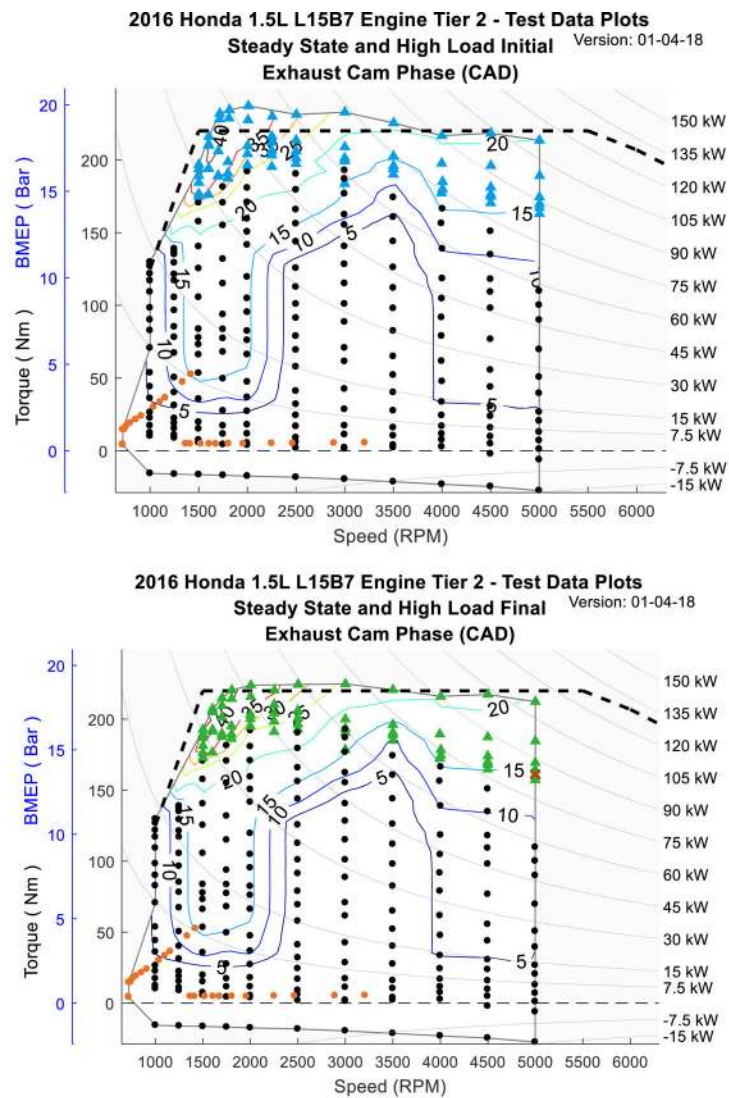 2016 Honda 1.5L L15B7 Engine Tier 2 - Test Data Plots
Steady State and High Load Initial Version: 01-04-18
Exhaust Cam Phase (CAD)
20
15
10
5
0
BMEP ( Bar )
200
150
100
50
0
Torque ( Nm )
40
35
30
25
20
20
15
10
5
15
15
10
5
10
5
150 kW
135 kW
120 kW
105 kW
90 kW
75 kW
60 kW
45 kW
30 kW
15 kW
7.5 kW
-7.5 kW
-15 kW
1000 1500 2000 2500 3000 3500 4000 4500 5000 5500 6000
Speed (RPM)
2016 Honda 1.5L L15B7 Engine Tier 2 - Test Data Plots
Steady State and High Load Final Version: 01-04-18
Exhaust Cam Phase (CAD)
20
15
10
5
0
BMEP ( Bar )
200
150
100
50
0
Torque ( Nm )
40
35
30
25
20
20
15
10
5
15
15
10
10
5
5
150 kW
135 kW
120 kW
105 kW
90 kW
75 kW
60 kW
45 kW
30 kW
15 kW
7.5 kW
-7.5 kW
-15 kW
1000 1500 2000 2500 3000 3500 4000 4500 5000 5500 6000
Speed (RPM)